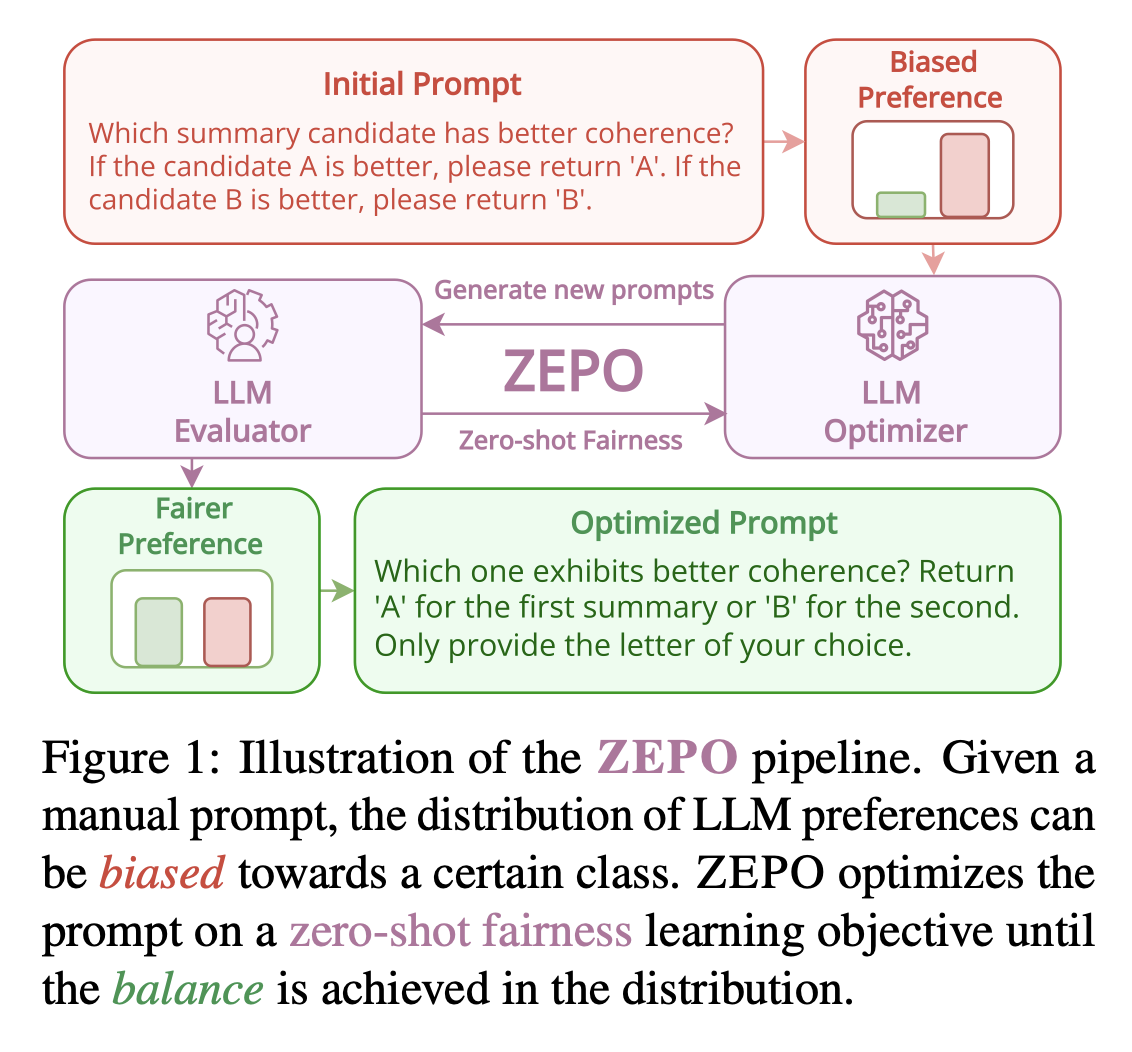 Initial Prompt
Which summary candidate has better coherence?
If the candidate A is better, please return 'A'. If the
candidate B is better, please return 'B'.
Biased
Preference
Generate new prompts
LLM
Evaluator
ZEPO
LLM
Optimizer
Zero-shot Fairness
Fairer
Preference
Optimized Prompt
Which one exhibits better coherence? Return
'A' for the first summary or 'B' for the second.
Only provide the letter of your choice.
Figure 1: Illustration of the ZEPO pipeline. Given a
manual prompt, the distribution of LLM preferences can
be biased towards a certain class. ZEPO optimizes the
prompt on a zero-shot fairness learning objective until
the balance is achieved in the distribution.